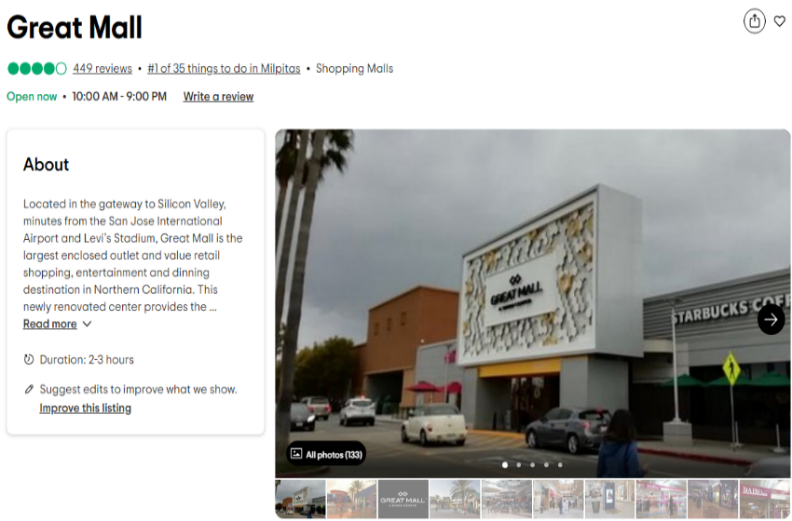 Great Mall
449 reviews • #1 of 35 things to do in Milpitas • Shopping Malls
Open now • 10:00 AM - 9:00 PM Write a review
About
Located in the gateway to Silicon Valley,
minutes from the San Jose International
Airport and Levi's Stadium, Great Mall is the
largest enclosed outlet and value retail
shopping, entertainment and dinning
destination in Northern California. This
newly renovated center provides the ...
Read more
Duration: 2-3 hours
Suggest edits to improve what we show.
Improve this listing
GREAT MALL
STARBUCKS COFF
All photos (133)
GREAT MALL